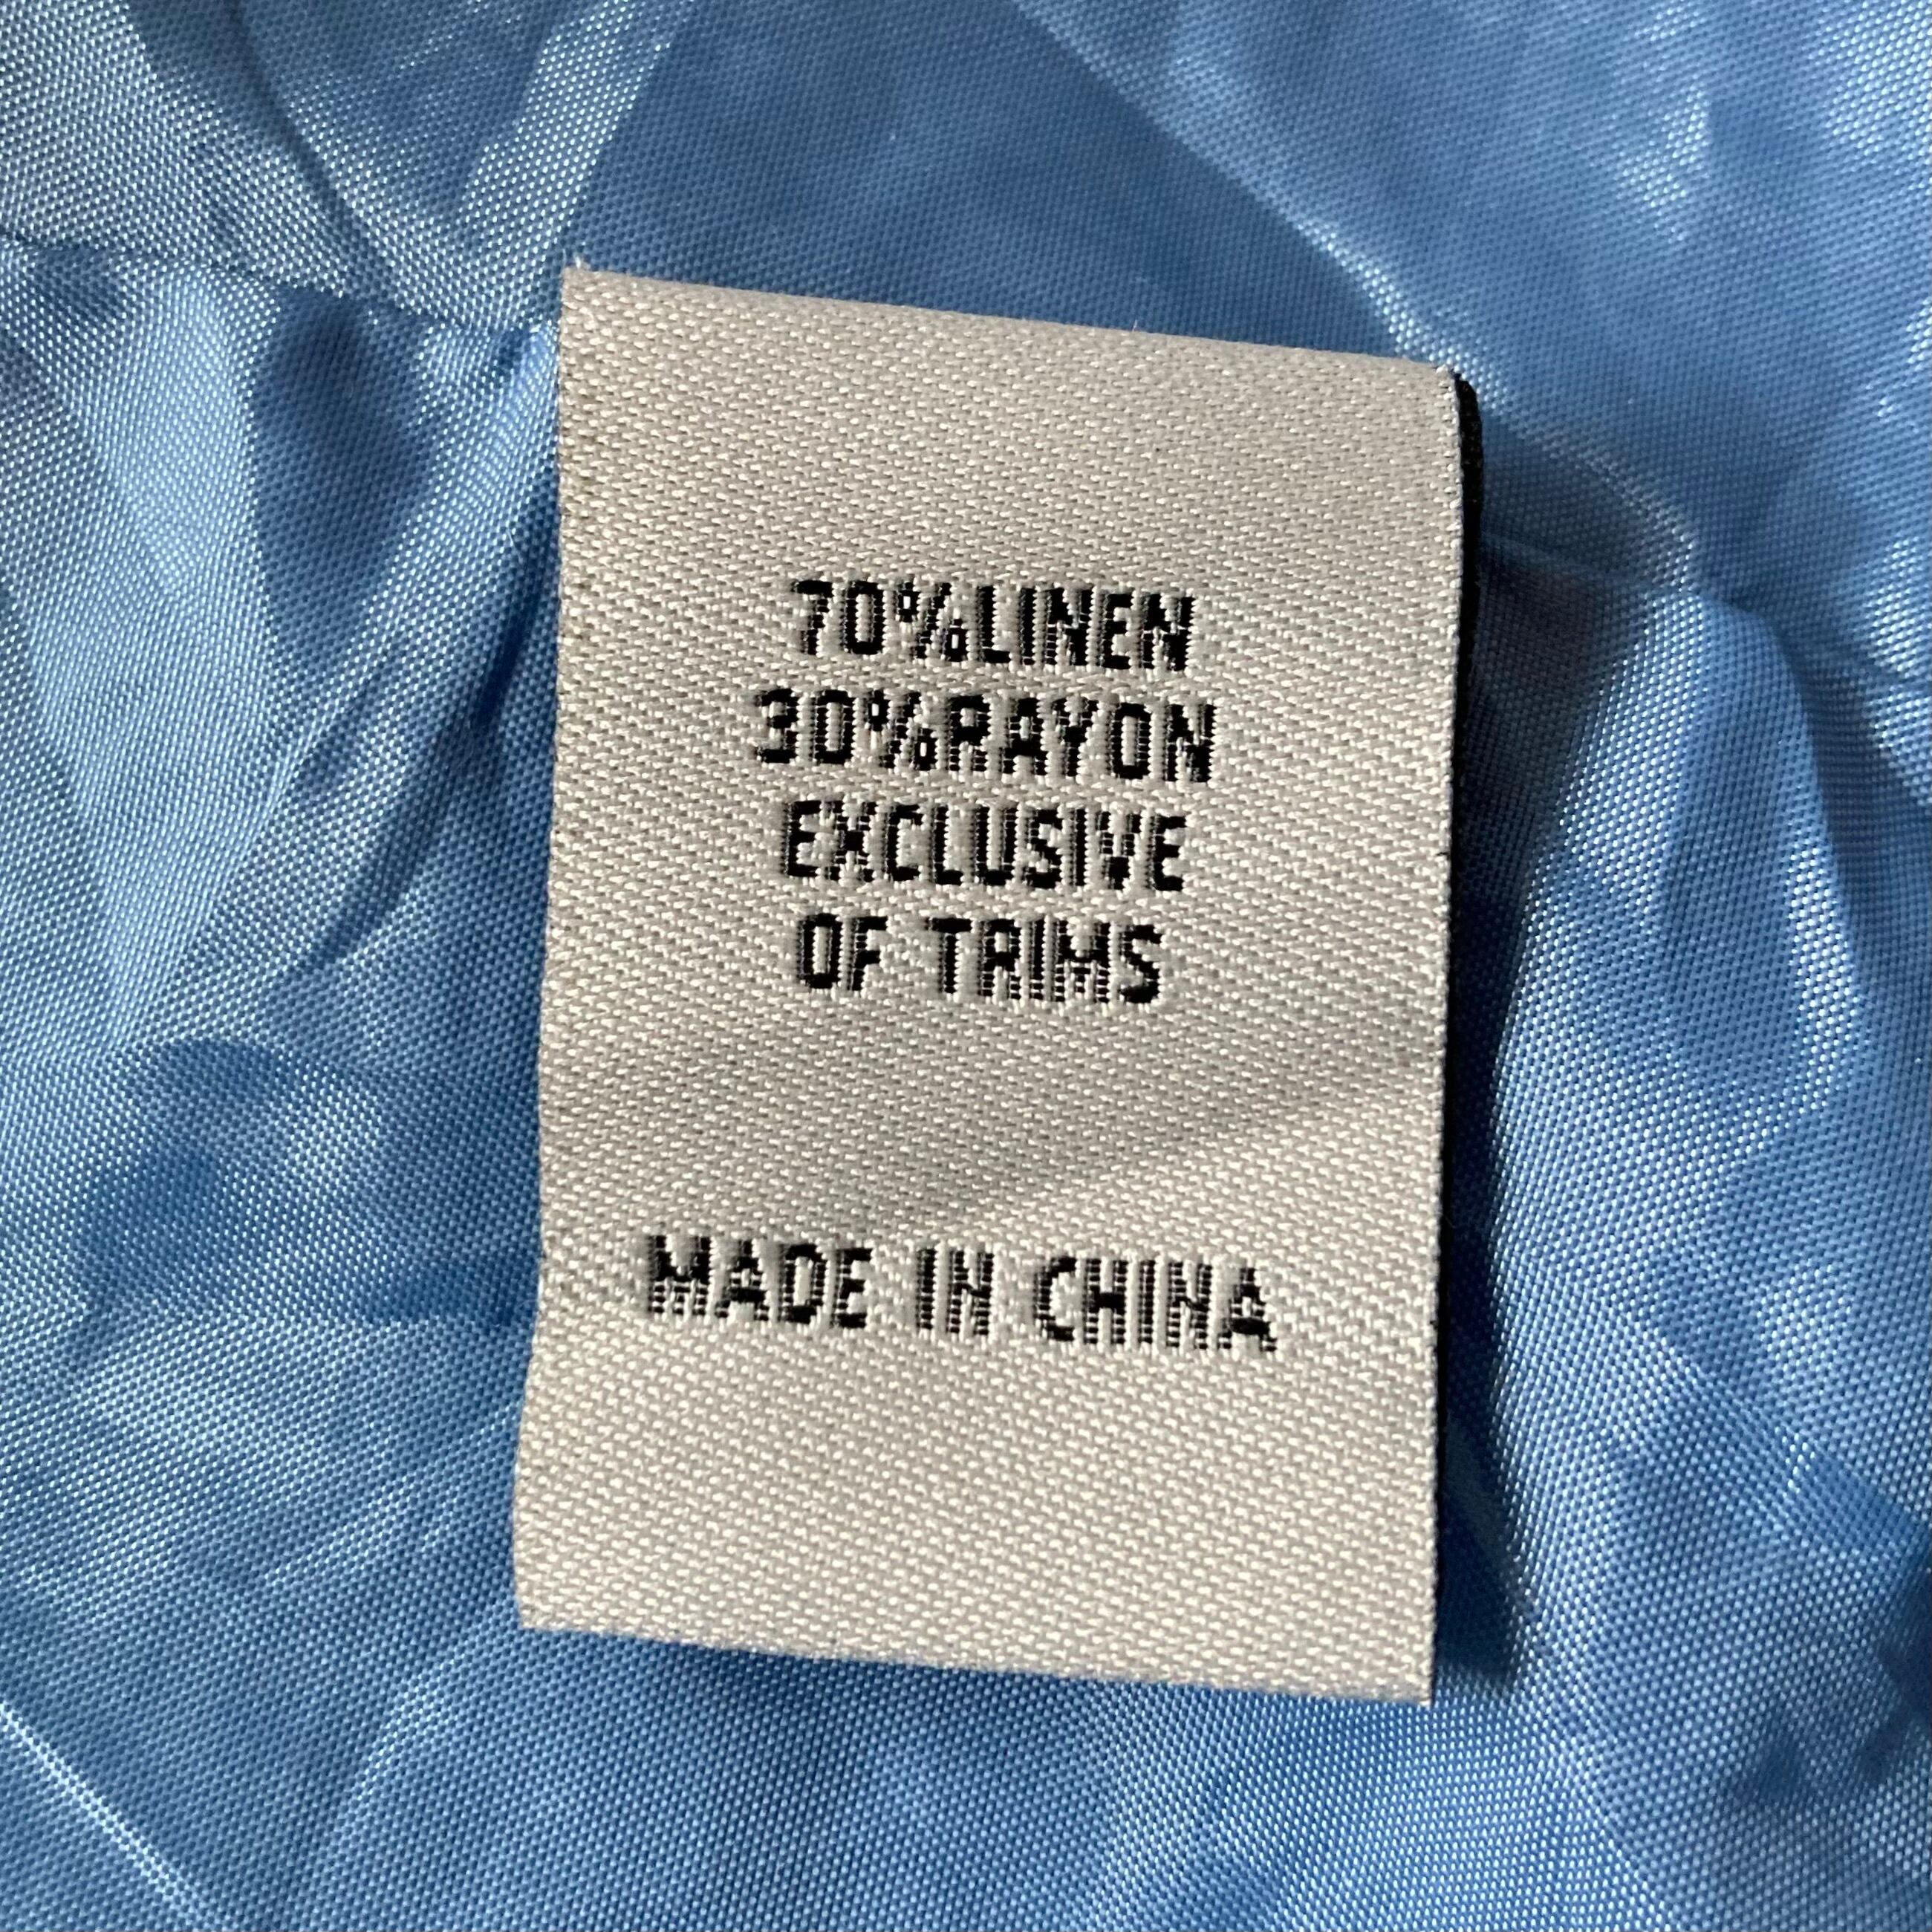 70%LINEN
30%RAYON
EXCLUSIVE
OF TRIMS
MADE IN CHINA